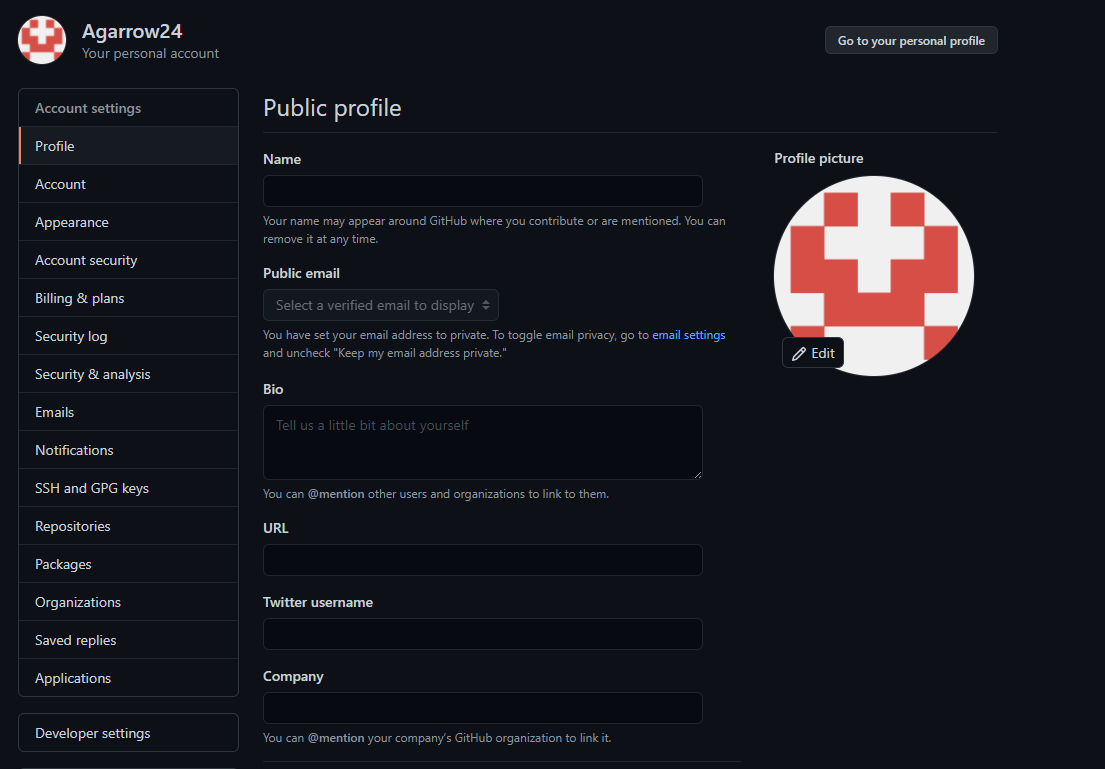 Agarrow24
Your personal account
Go to your personal profile
Account settings
Profile
Account
Appearance
Account security
Billing & plans
Security log
Security & analysis
Emails
Notifications
SSH and GPG keys
Repositories
Packages
Organizations
Saved replies
Applications
Developer settings
Public profile
Name
Your name may appear around GitHub where you contribute or are mentioned. You can
remove it at any time.
Public email
Select a verified email to display
You have set your email address to private. To toggle email privacy, go to email settings
and uncheck "Keep my email address private."
Bio
Tell us a little bit about yourself
You can @mention other users and organizations to link to them.
URL
Twitter username
Company
You can @mention your company's GitHub organization to link it.
Profile picture
Edit